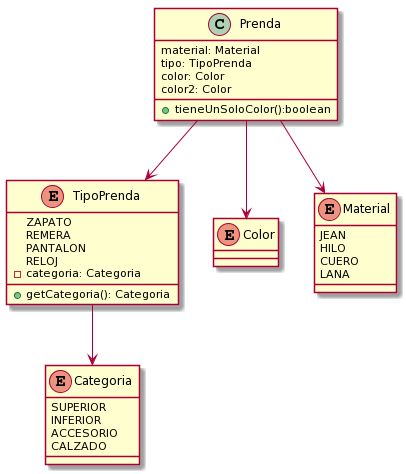 C Prenda
material: Material
tipo: TipoPrenda
color: Color
color2: Color
tieneUnSoloColor():boolean
E TipoPrenda
ZAPATO
REMERA
PANTALON
RELOJ
categoria: Categoria
getCategoria(): Categoria
E Color
E Material
JEAN
HILO
CUERO
LANA
E Categoria
SUPERIOR
INFERIOR
ACCESORIO
CALZADO